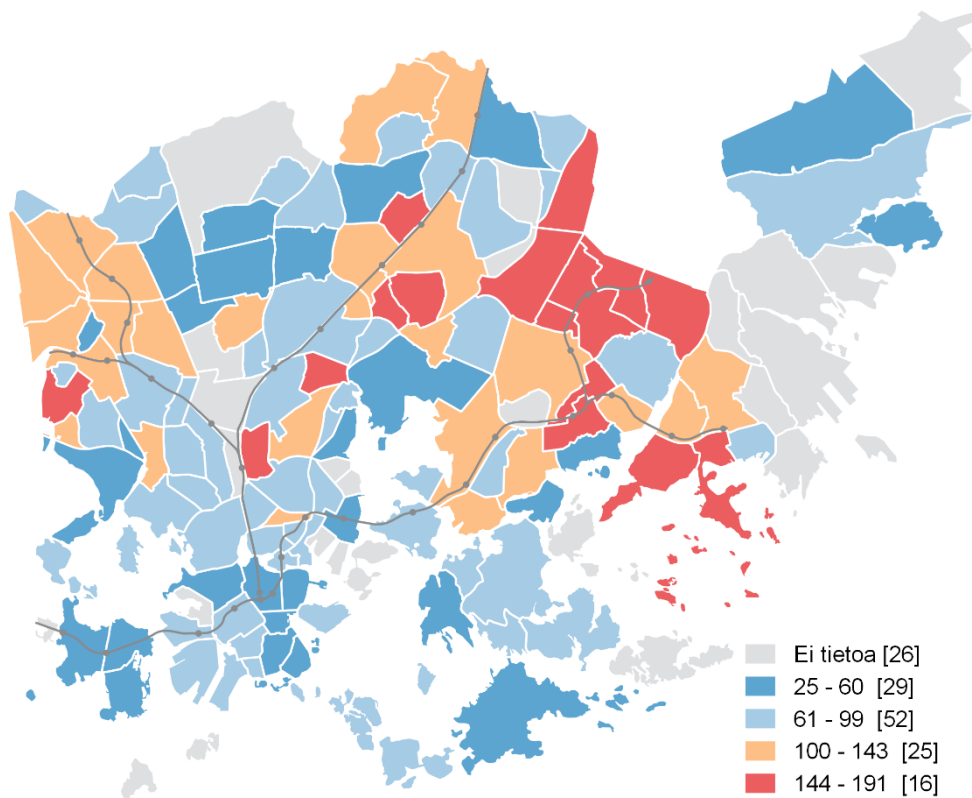 Ei tietoa [26]
25 - 60 [29]
61 - 99 [52]
100 - 143 [25]
144 - 191 [16]